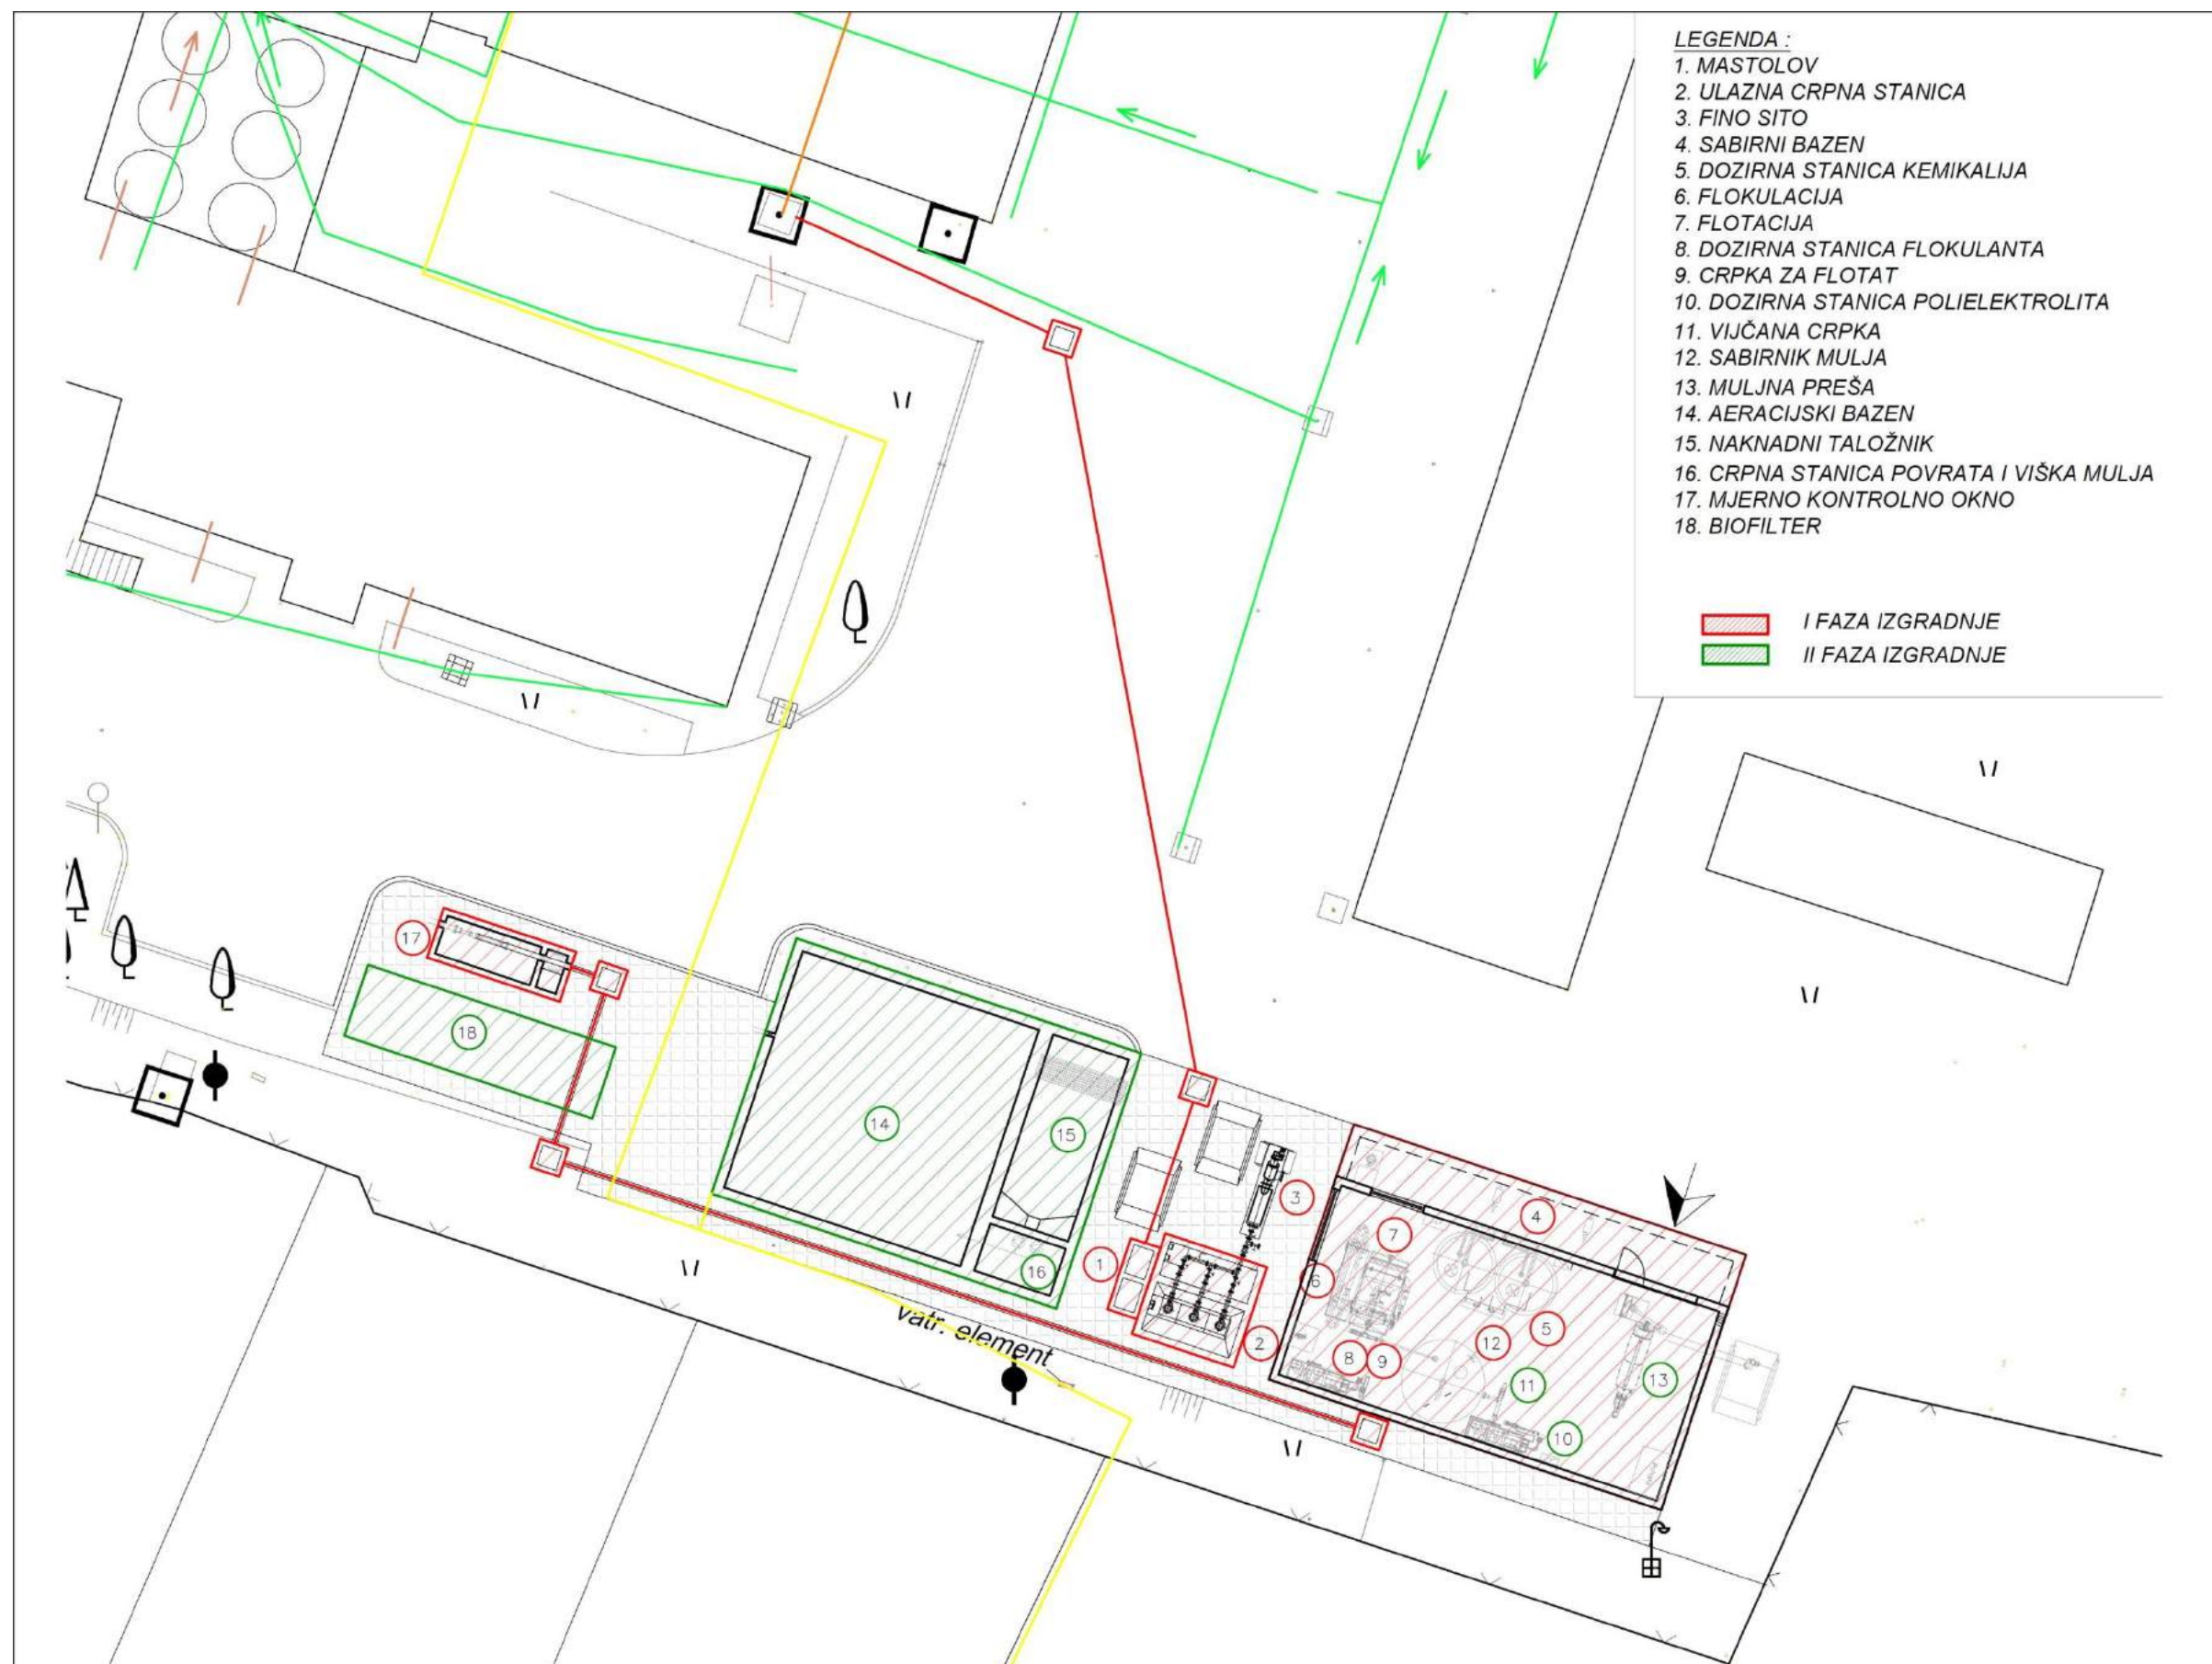 LEGENDA :
1. MASTOLOV
2. ULAZNA CRPNA STANICA
3. FINO SITO
4. SABIRNI BAZEN
5. DOZIRNA STANICA KEMIKALIJA
6. FLOKULACIJA
7. FLOTACIJA
8. DOZIRNA STANICA FLOKULANTA
9. CRPKA ZA FLOTAT
10. DOZIRNA STANICA POLIELEKTROLITA
11. VIJČANA CRPKA
12. SABIRNIK MULJA
13. MULJNA PREŠA
14. AERACIJSKI BAZEN
15. NAKNADNI TALOŽNIK
16. CRPNA STANICA POVRATA I VIŠKA MULJA
17. MJERNO KONTROLNO OKNO
18. BIOFILTER
I FAZA IZGRADNJE
II FAZA IZGRADNJE
17
18
14
15
16
1
2
3
4
7
6
5
12
8
9
11
13
10
vatr. element